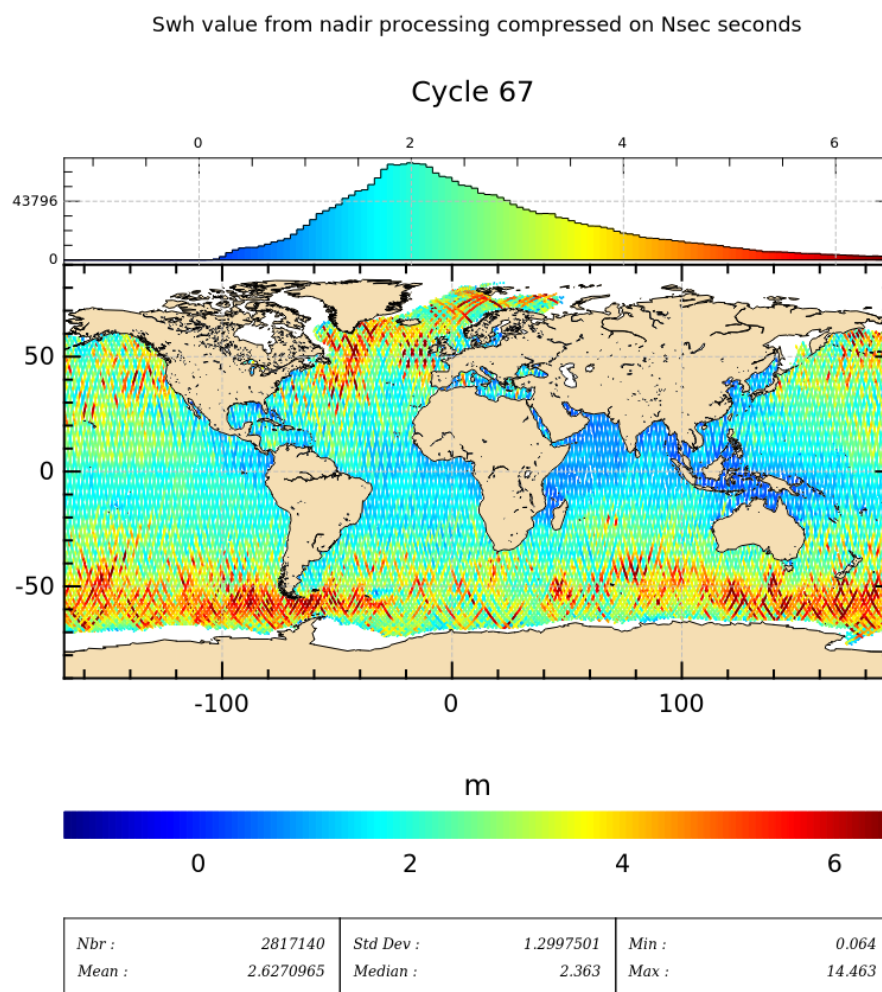 Swh value from nadir processing compressed on Nsec seconds
Cycle 67
0 2 4 6
43796
0
50
0
-50
-100 0 100
m
0 2 4 6
Nbr : 2817140 Std Dev : 1.2997501 Min : 0.064
Mean : 2.6270965 Median : 2.363 Max : 14.463